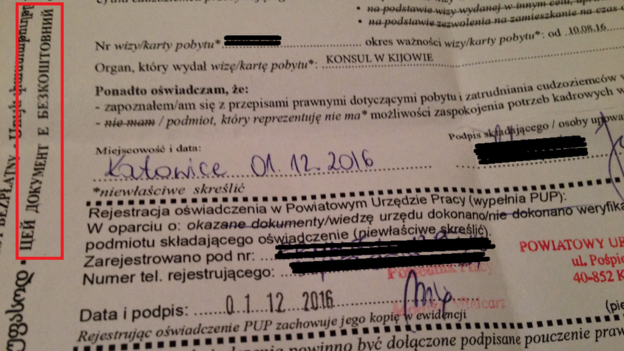 na podstawie wizy wydanej w innym celu,
na podstawie zezwolenia na zamieszkanie na czas
Nr wizy/karty pobytu*:
okres ważności wizy/karty pobytu*: od 10.08.16
Organ, który wydał wizę/kartę pobytu*: KONSUL W KIJOWIE
Ponadto oświadczam, że:
- zapoznałem/am się z przepisami prawnymi dotyczącymi pobytu i zatrudniania cudzoziemców
- nie mam / podmiot, który reprezentuję nie ma* możliwości zaspokojenia potrzeb kadrowych w
Podpis składającego / osoby
Miejscowość i data:
Katowice 01.12.2016
*niewłaściwe skreślić
Rejestracja oświadczenia w Powiatowym Urzędzie Pracy (wypełnia PUP):
W oparciu o: okazane dokumenty/wiedzę urzędu dokonano/nie dokonano
podmiotu składającego oświadczenie (niewłaściwe skreślić).
Zarejestrowano pod nr:
Numer tel. rejestrującego:
POWIATOWY
ul.
40-852
Data i podpis: 01 12 2016
Rejestrując oświadczenie PUP zachowuje jego kopię w ewidencji
powinno być dołączone podpisane pouczenie
BEZPŁATNY
ЦЕЙ ДОКУМЕНТ Е БЕЗКОШТОВНИЙ